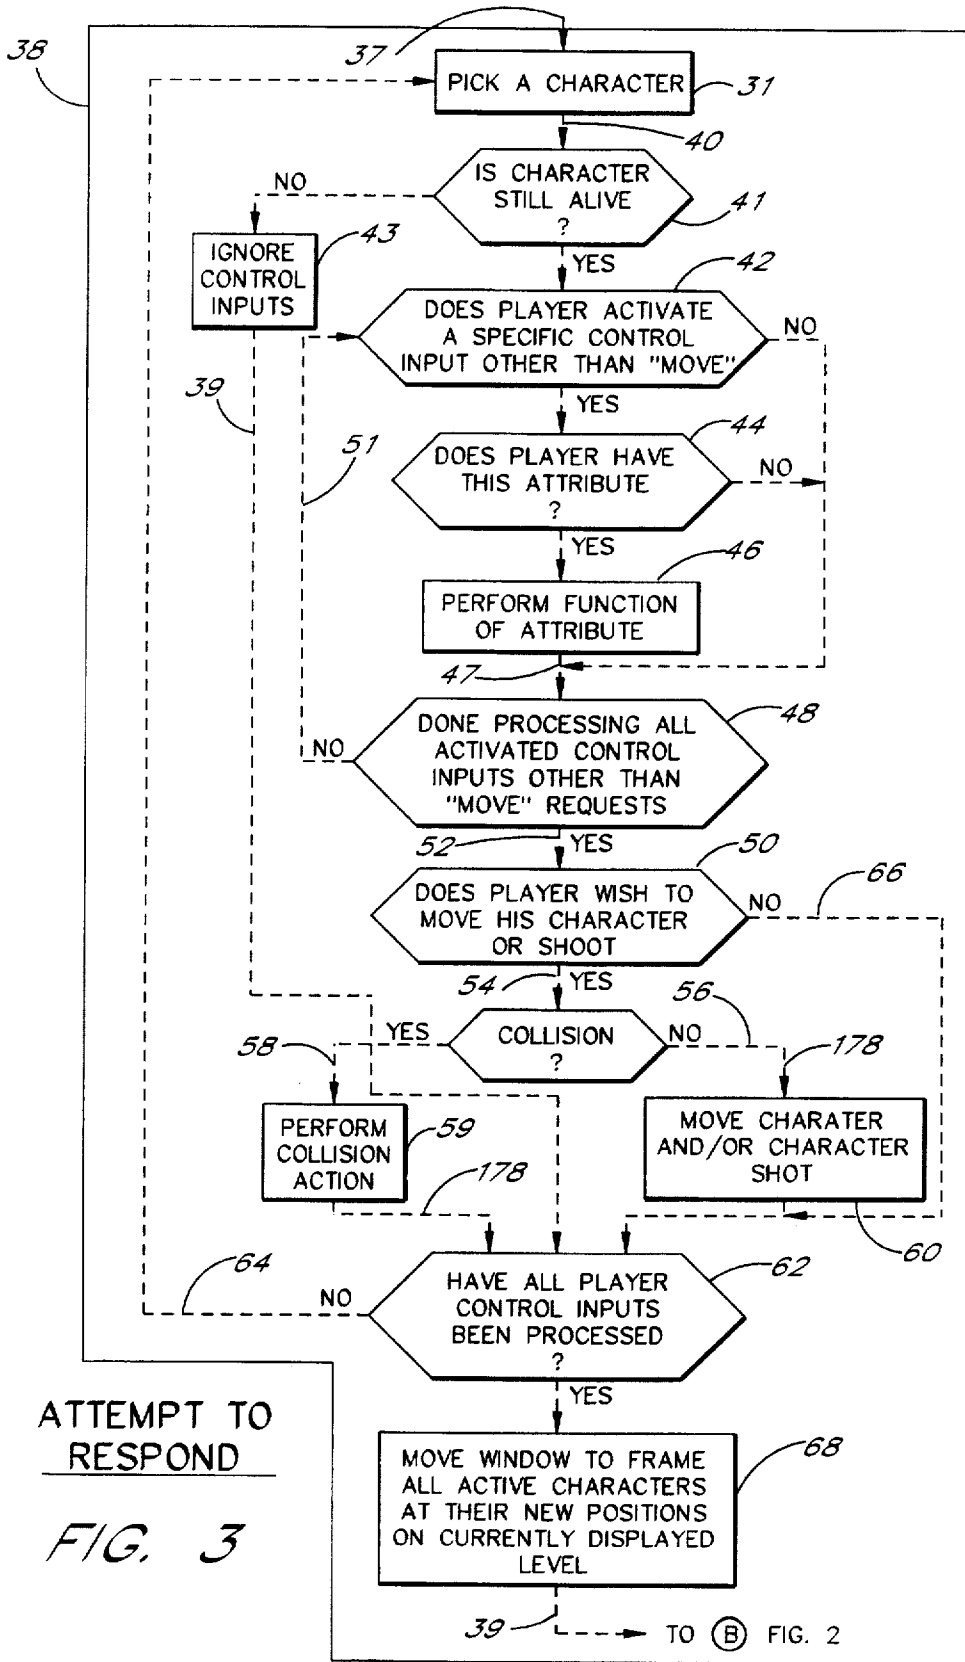 37
38
PICK A CHARACTER
31
40
IS CHARACTER
STILL ALIVE
?
41
NO
43
IGNORE
CONTROL
INPUTS
YES
42
DOES PLAYER ACTIVATE
A SPECIFIC CONTROL
INPUT OTHER THAN "MOVE"
NO
39
51
YES
44
DOES PLAYER HAVE
THIS ATTRIBUTE
?
NO
YES
46
PERFORM FUNCTION
OF ATTRIBUTE
47
48
DONE PROCESSING ALL
ACTIVATED CONTROL
INPUTS OTHER THAN
"MOVE" REQUESTS
NO
52
YES
50
DOES PLAYER WISH TO
MOVE HIS CHARACTER
OR SHOOT
NO
66
54
YES
56
COLLISION
?
YES
NO
58
178
PERFORM
COLLISION
ACTION
59
MOVE CHARATER
AND/OR CHARACTER
SHOT
178
60
64
NO
62
HAVE ALL PLAYER
CONTROL INPUTS
BEEN PROCESSED
?
YES
ATTEMPT TO
RESPOND
FIG. 3
68
MOVE WINDOW TO FRAME
ALL ACTIVE CHARACTERS
AT THEIR NEW POSITIONS
ON CURRENTLY DISPLAYED
LEVEL
39
TO B FIG. 2